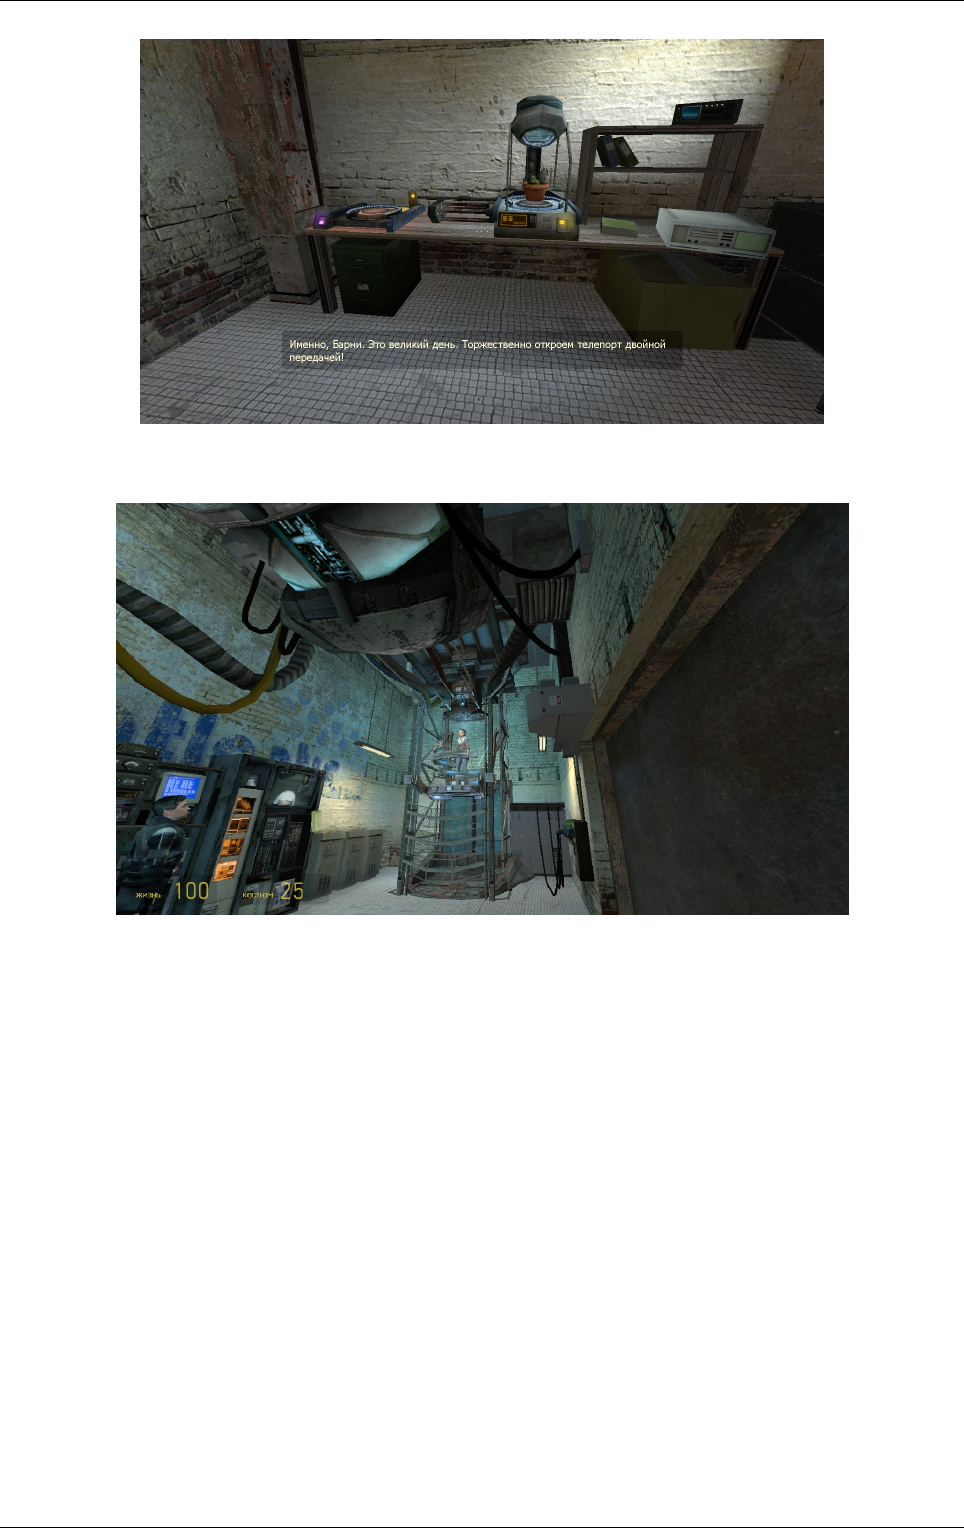 Именно, Барни. Это великий день. Торжественно откроем телепорт двойной
передачей!
жизнь 100 костюм 25